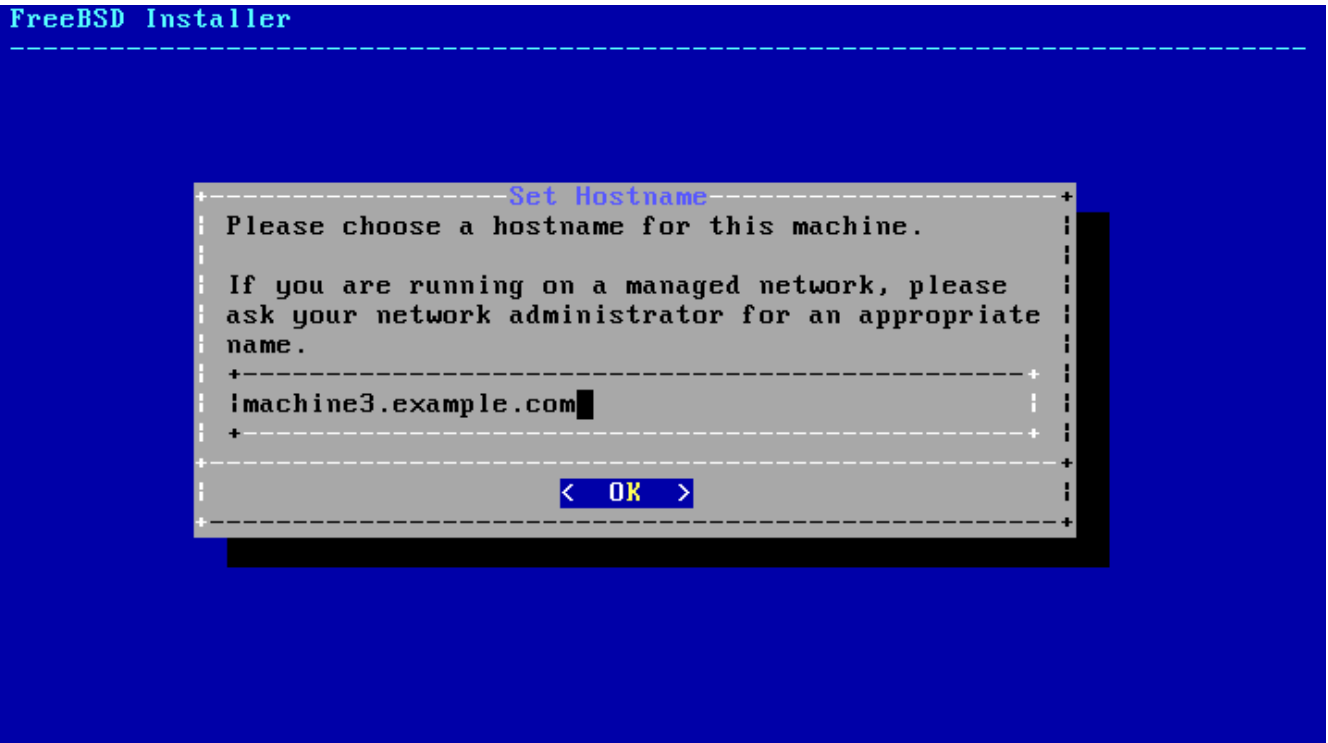 FreeBSD Installer
Set Hostname
Please choose a hostname for this machine.
If you are running on a managed network, please
ask your network administrator for an appropriate
name.
machine3.example.com
< OK >